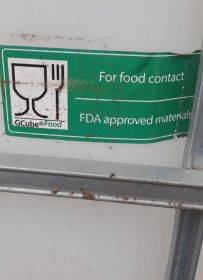 For food contact
FDA approved materials
GCube®Food